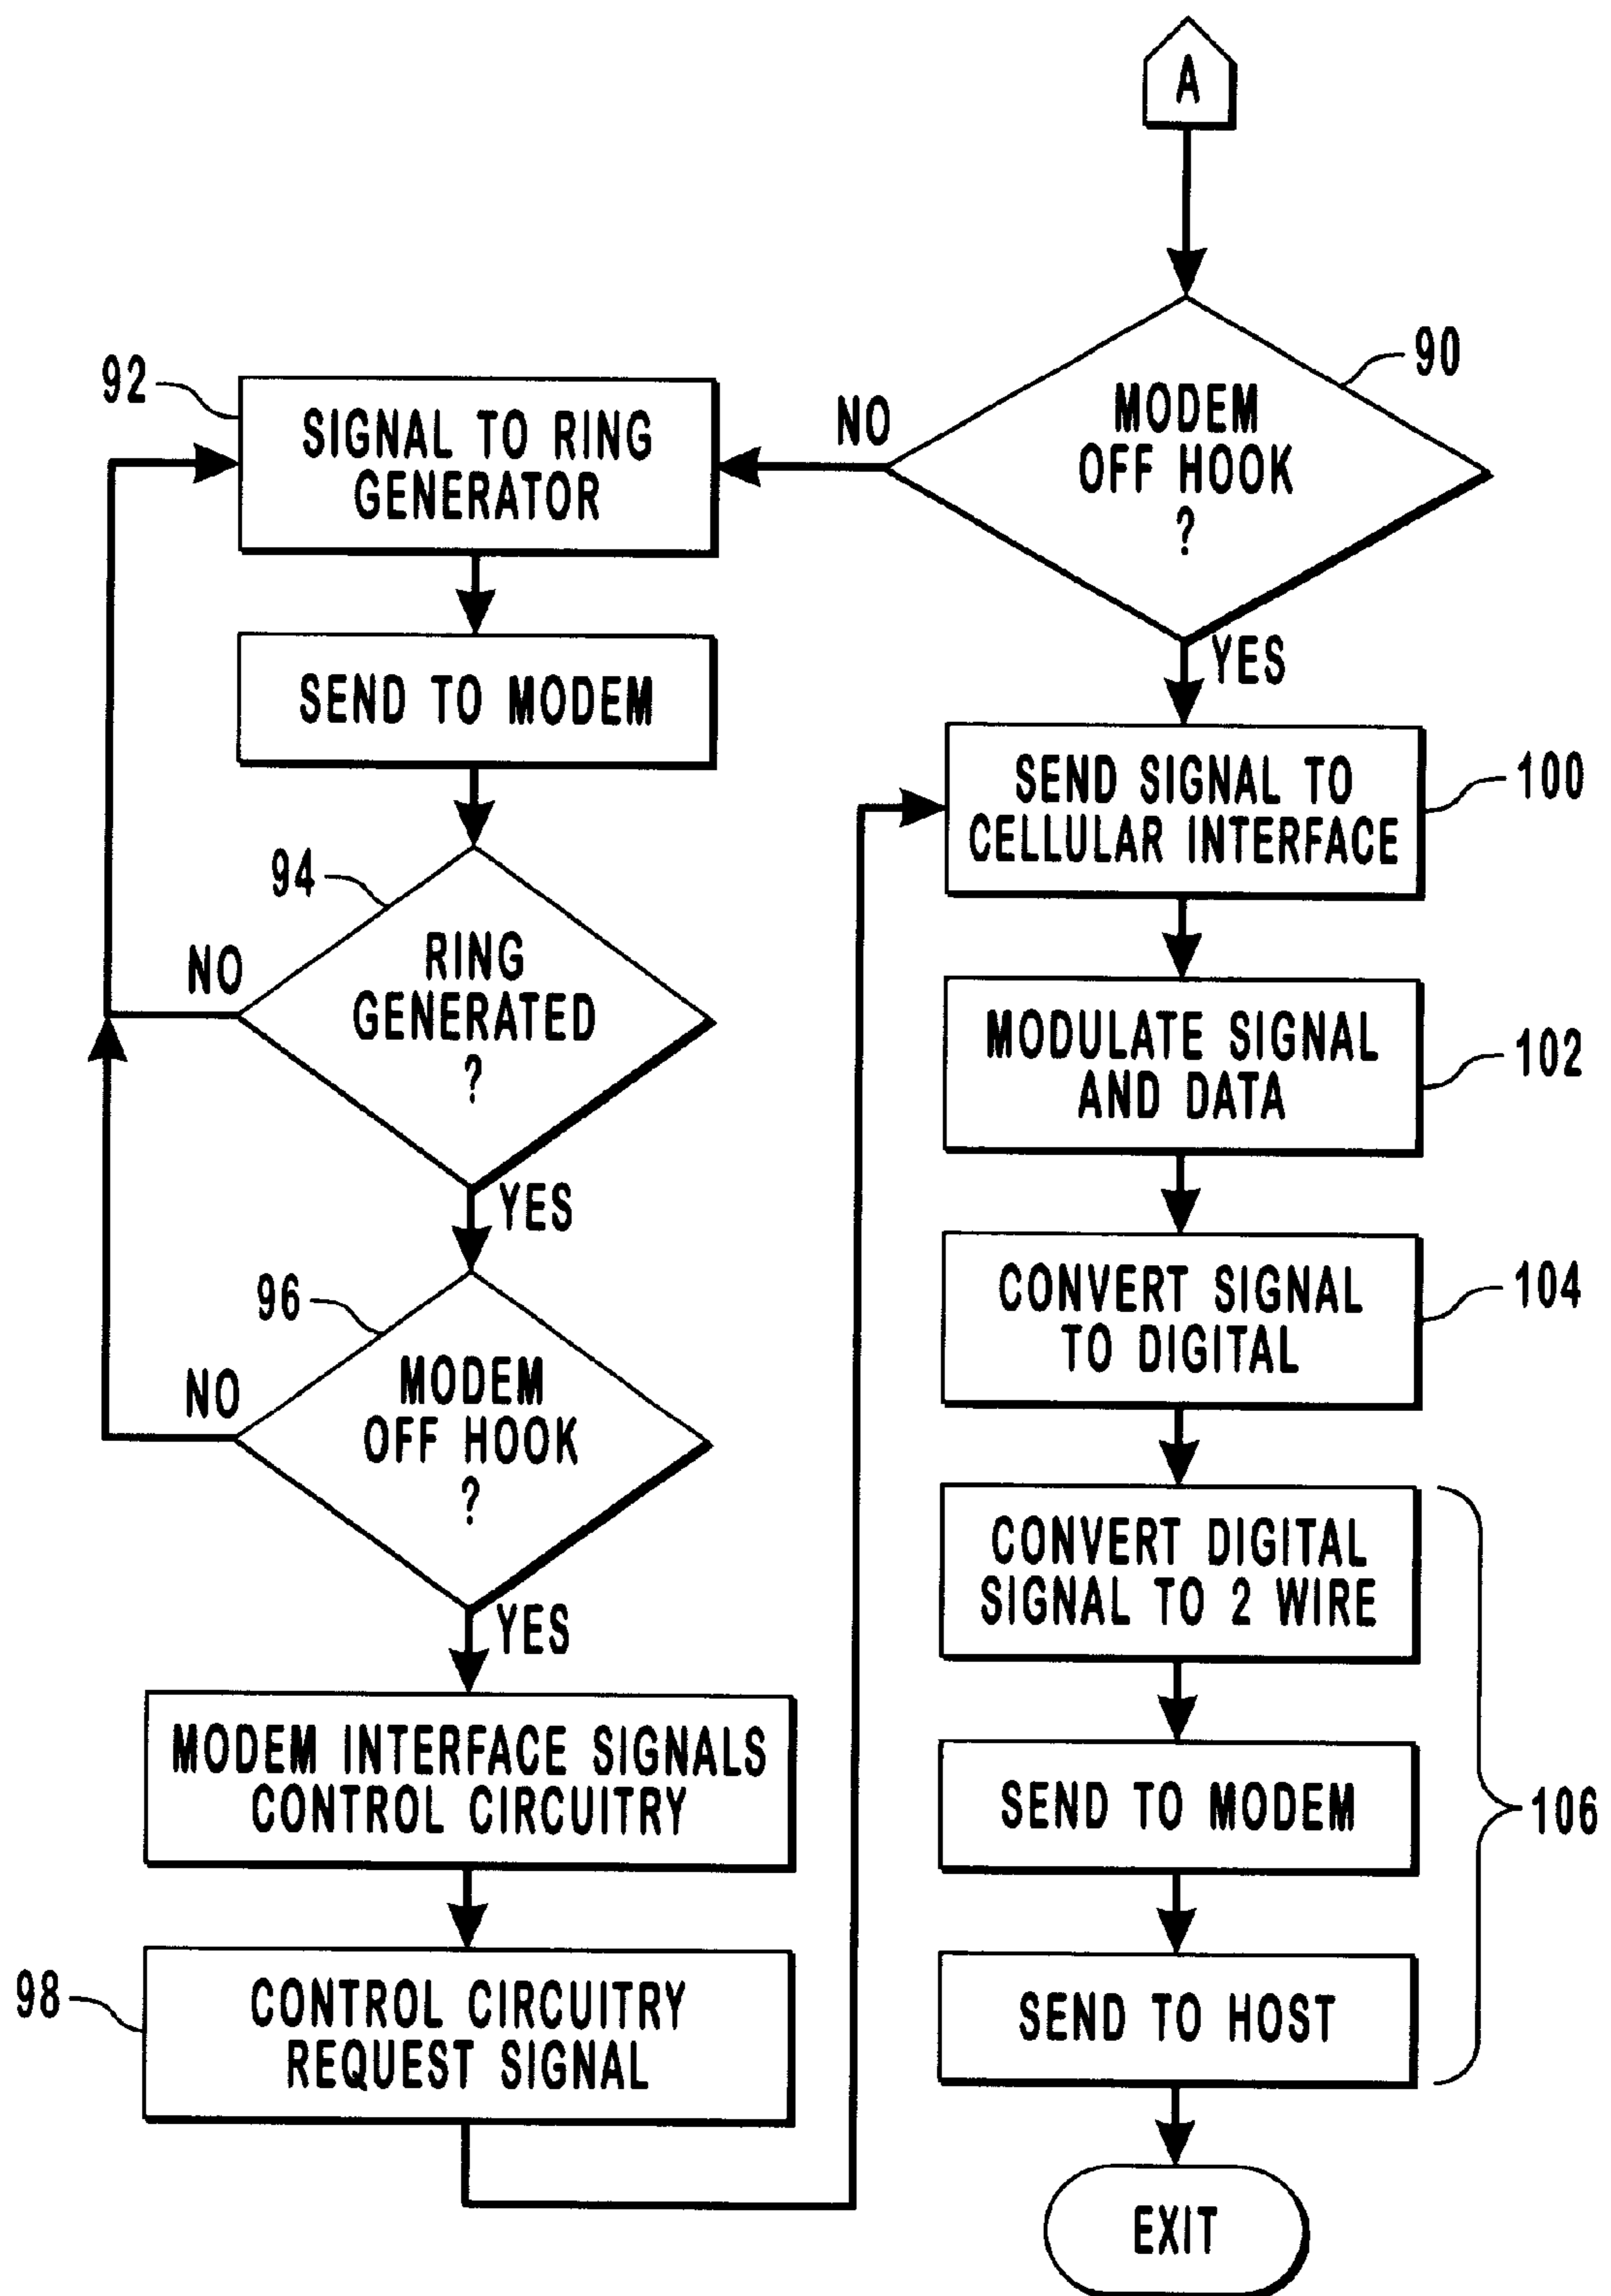 A
90
MODEM
OFF HOOK
?
NO
YES
92
SIGNAL TO RING
GENERATOR
SEND TO MODEM
94
RING
GENERATED
?
NO
YES
96
MODEM
OFF HOOK
?
NO
YES
MODEM INTERFACE SIGNALS
CONTROL CIRCUITRY
98
CONTROL CIRCUITRY
REQUEST SIGNAL
SEND SIGNAL TO
CELLULAR INTERFACE
100
MODULATE SIGNAL
AND DATA
102
CONVERT SIGNAL
TO DIGITAL
104
CONVERT DIGITAL
SIGNAL TO 2 WIRE
SEND TO MODEM
106
SEND TO HOST
EXIT